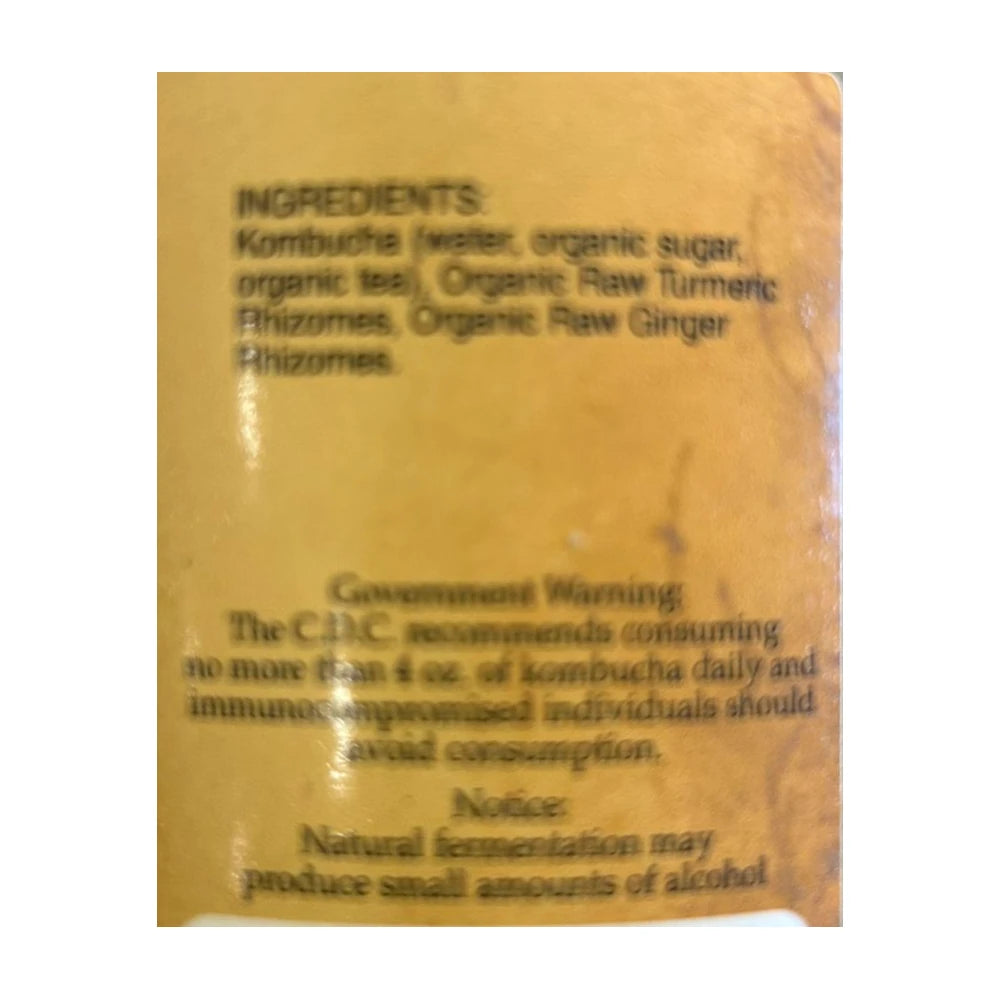 INGREDIENTS:
Kombucha (water, organic sugar,
organic tea), Organic Raw Turmeric
Rhizomes, Organic Raw Ginger
Rhizomes.
Government Warning:
The C.D.C. recommends consuming
no more than 4 oz. of kombucha daily and
immunocompromised individuals should
avoid consumption.
Notice:
Natural fermentation may
produce small amounts of alcohol